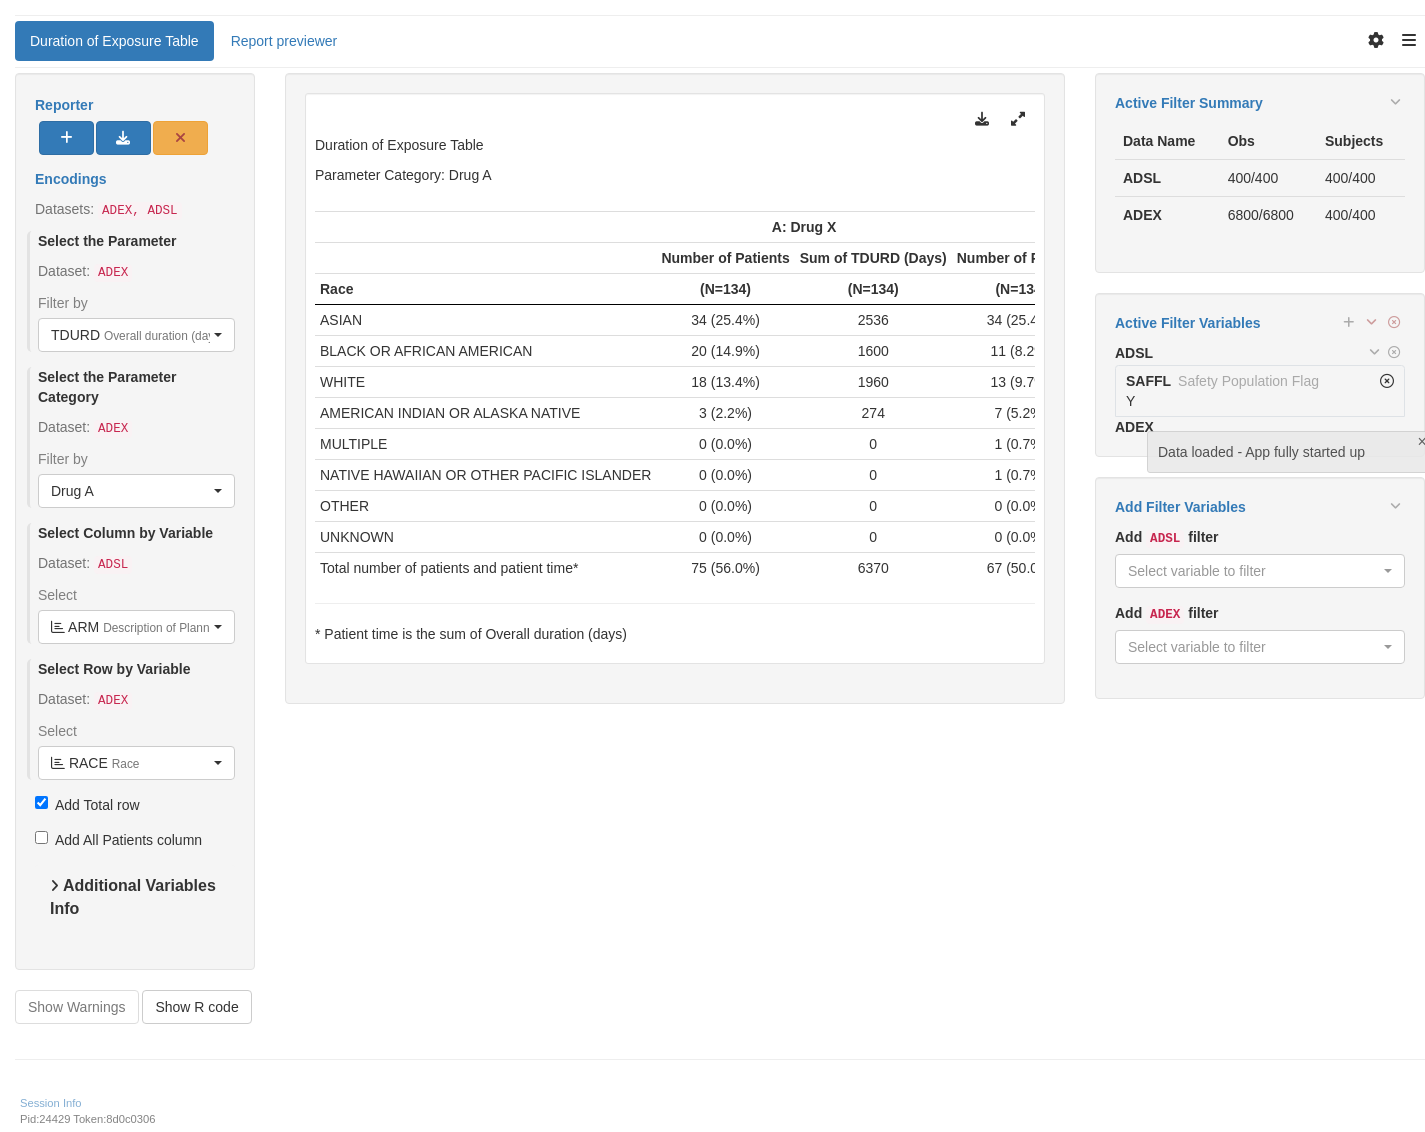 Duration of Exposure Table
Report previewer
Reporter
Encodings
Datasets: ADEX, ADSL
Select the Parameter
Dataset: ADEX
Filter by
TDURD Overall duration (day
Select the Parameter
Category
Dataset: ADEX
Filter by
Drug A
Select Column by Variable
Dataset: ADSL
Select
ARM Description of Plann
Select Row by Variable
Dataset: ADEX
Select
RACE Race
Add Total row
Add All Patients column
Additional Variables
Info
Show Warnings
Show R code
Duration of Exposure Table
Parameter Category: Drug A
A: Drug X
Number of Patients Sum of TDURD (Days) Number of P
Race (N=134) (N=134) (N=134
ASIAN 34 (25.4%) 2536 34 (25.4
BLACK OR AFRICAN AMERICAN 20 (14.9%) 1600 11 (8.2
WHITE 18 (13.4%) 1960 13 (9.7%
AMERICAN INDIAN OR ALASKA NATIVE 3 (2.2%) 274 7 (5.2%
MULTIPLE 0 (0.0%) 0 1 (0.7%
NATIVE HAWAIIAN OR OTHER PACIFIC ISLANDER 0 (0.0%) 0 1 (0.7%
OTHER 0 (0.0%) 0 0 (0.0%
UNKNOWN 0 (0.0%) 0 0 (0.0%
Total number of patients and patient time* 75 (56.0%) 6370 67 (50.0
* Patient time is the sum of Overall duration (days)
Active Filter Summary
Data Name Obs Subjects
ADSL 400/400 400/400
ADEX 6800/6800 400/400
Active Filter Variables
ADSL
SAFFL Safety Population Flag
Y
ADEX
Data loaded - App fully started up
Add Filter Variables
Add ADSL filter
Select variable to filter
Add ADEX filter
Select variable to filter
Session Info
Pid:24429 Token:8d0c0306